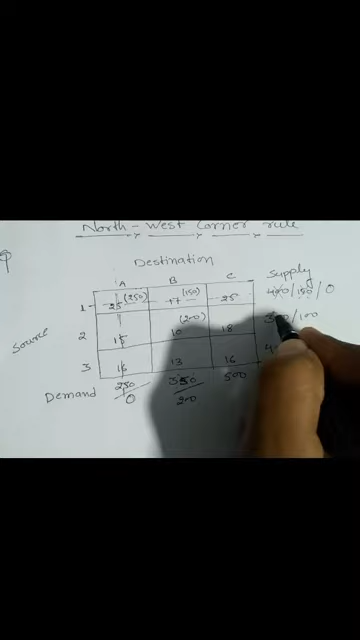 North-West Corner rule
Destination
A B C Supply
1 25 (250) 17 (150) 25 400/150/0
Source 2 15 10 (200) 18 300/100
3 16 13 16
Demand 250 350 500
0 200